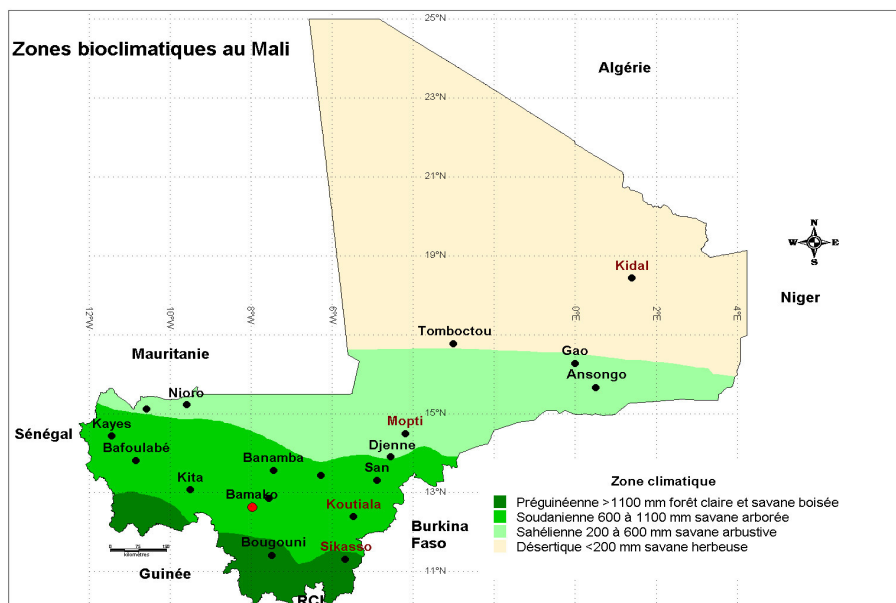 Zones bioclimatiques au Mali
25°N
Algérie
23°N
21°N
N
W E
S
19°N
Kidal
Niger
12°W
10°W
8°W
6°W
0°E
2°E
4°E
Tomboctou
Mauritanie
Gao
Ansongo
Nioro
15°N
Kayes
Mopti
Sénégal
Djenne
Bafoulabé
Banamba
San
Kita
Zone climatique
Bamako
13°N
Préguinéenne >1100 mm forêt claire et savane boisée
Koutiala
Soudanienne 600 à 1100 mm savane arborée
Burkina
Faso
Sahélienne 200 à 600 mm savane arbustive
Bougouni
Sikasso
Désertique <200 mm savane herbeuse
kilomètres
Guinée
11°N
RCI